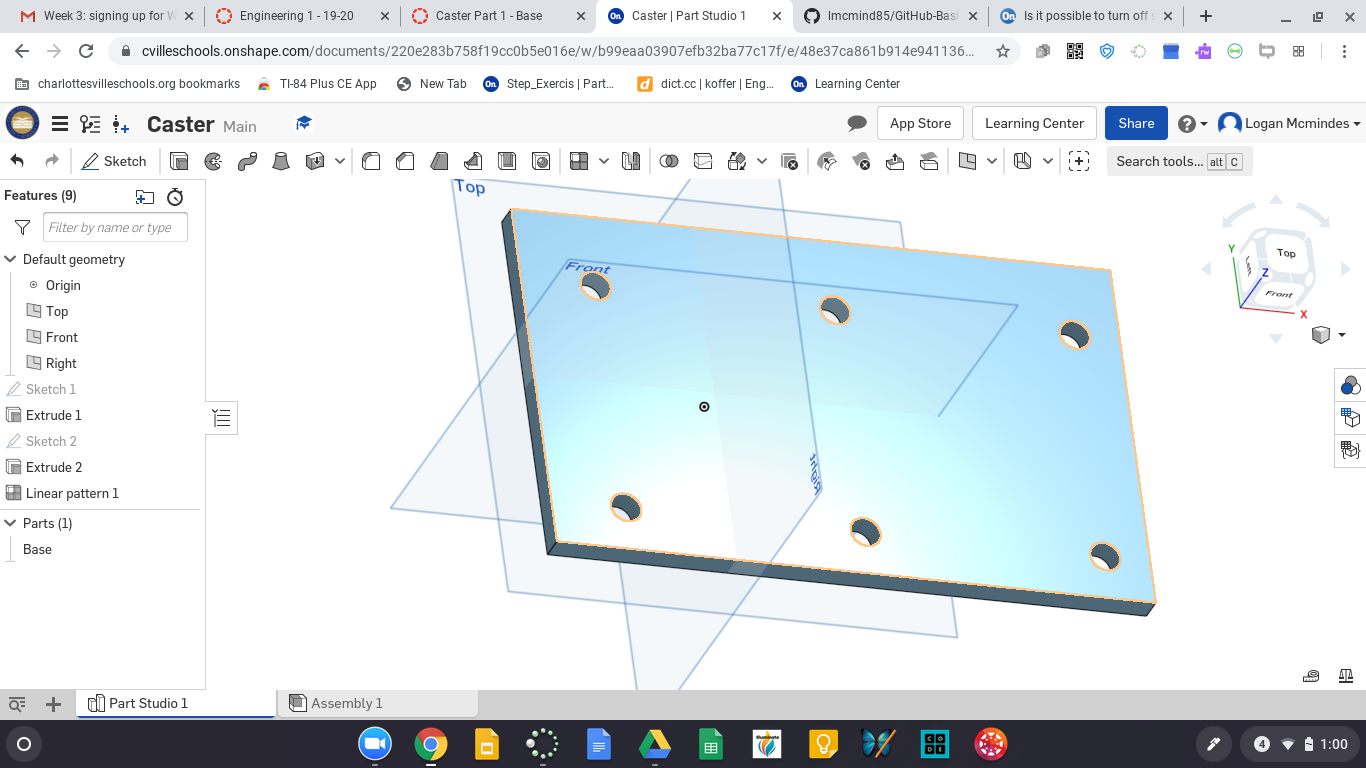 Week 3: signing up for W
Engineering 1 - 19-20
Caster Part 1 - Base
Caster | Part Studio 1
lmcmind85/GitHub-Basi
Is it possible to turn off s
cvilleschools.onshape.com/documents/220e283b758f19cc0b5e016e/w/b99eaa03907efb32ba77c17f/e/48e37ca861b914e941136...
charlottesvilleschools.org bookmarks
TI-84 Plus CE App
New Tab
Step_Exercis | Part...
dict.cc | koffer | Eng...
Learning Center
Caster Main
App Store
Learning Center
Share
Logan Mcmindes
Sketch
Search tools... alt C
Features (9)
Filter by name or type
Default geometry
Origin
Top
Front
Right
Sketch 1
Extrude 1
Sketch 2
Extrude 2
Linear pattern 1
Parts (1)
Base
Top
Front
Right
Y
Top
Left
Z
Front
X
Part Studio 1
Assembly 1
CODE
4
1:00